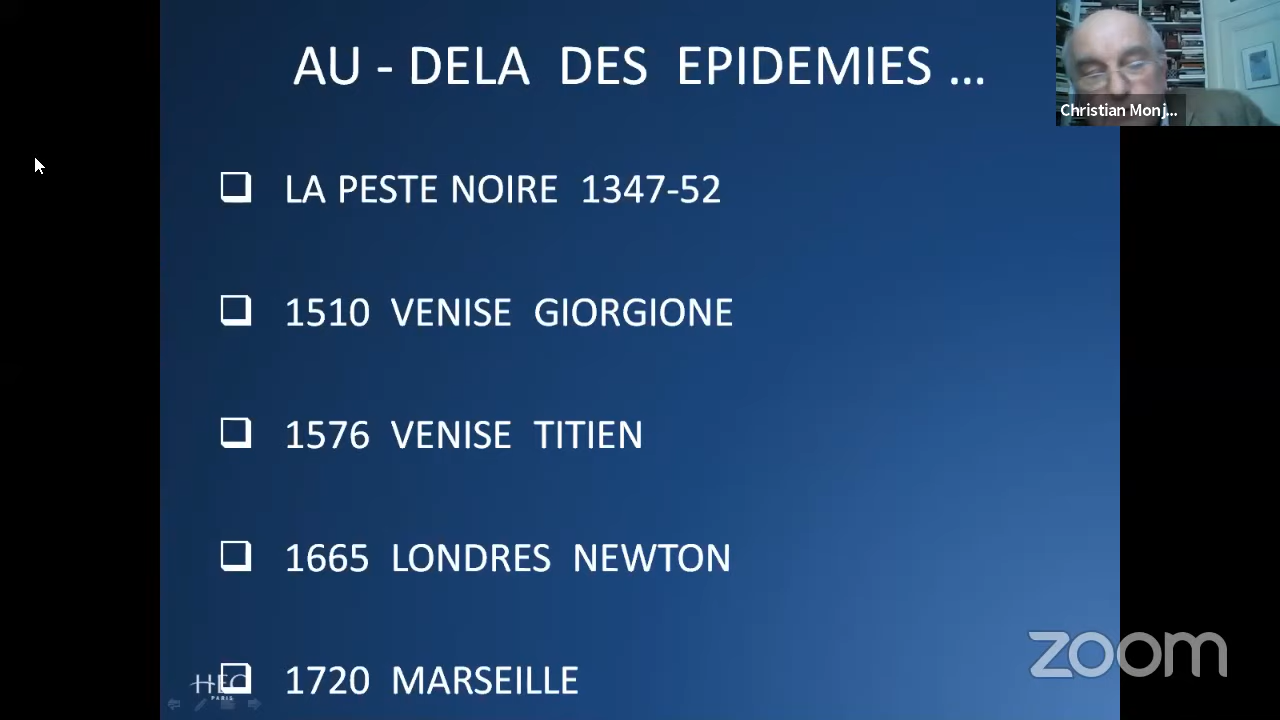 AU - DELA DES EPIDEMIES ...
Christian Monj...
LA PESTE NOIRE 1347-52
1510 VENISE GIORGIONE
1576 VENISE TITIEN
1665 LONDRES NEWTON
1720 MARSEILLE
HEC
PARIS
zoom